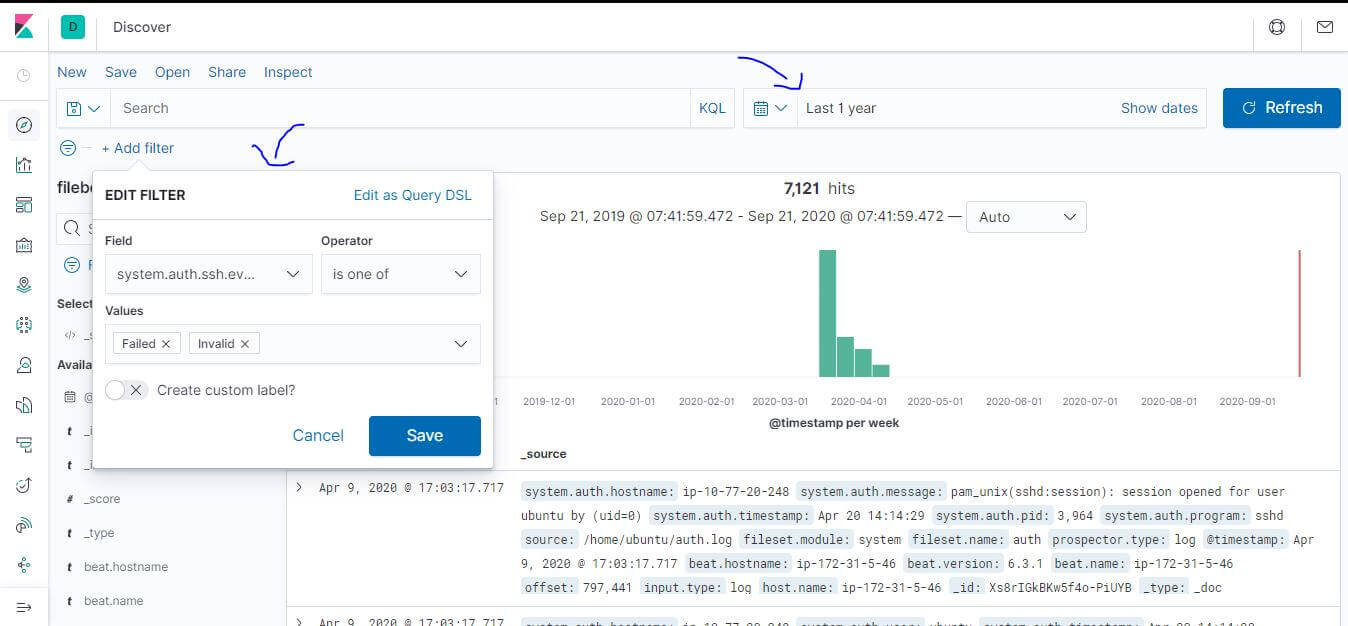 D Discover
New Save Open Share Inspect
Search KQL Last 1 year Show dates Refresh
+ Add filter
EDIT FILTER Edit as Query DSL
Field Operator
system.auth.ssh.ev... is one of
Values
Failed Invalid
Create custom label?
Cancel Save
_score
_type
beat.hostname
beat.name
7,121 hits
Sep 21, 2019 @ 07:41:59.472 - Sep 21, 2020 @ 07:41:59.472 — Auto
2019-12-01 2020-01-01 2020-02-01 2020-03-01 2020-04-01 2020-05-01 2020-06-01 2020-07-01 2020-08-01 2020-09-01
@timestamp per week
_source
Apr 9, 2020 @ 17:03:17.717 system.auth.hostname: ip-10-77-20-248 system.auth.message: pam_unix(sshd:session): session opened for user
ubuntu by (uid=0) system.auth.timestamp: Apr 20 14:14:29 system.auth.pid: 3,964 system.auth.program: sshd
source: /home/ubuntu/auth.log fileset.module: system fileset.name: auth prospector.type: log @timestamp: Apr
9, 2020 @ 17:03:17.717 beat.hostname: ip-172-31-5-46 beat.version: 6.3.1 beat.name: ip-172-31-5-46
offset: 797,441 input.type: log host.name: ip-172-31-5-46 _id: Xs8rIGkBKw5f4o-PiUYB _type: _doc
Apr 9, 2020 @ 17:03:17.717